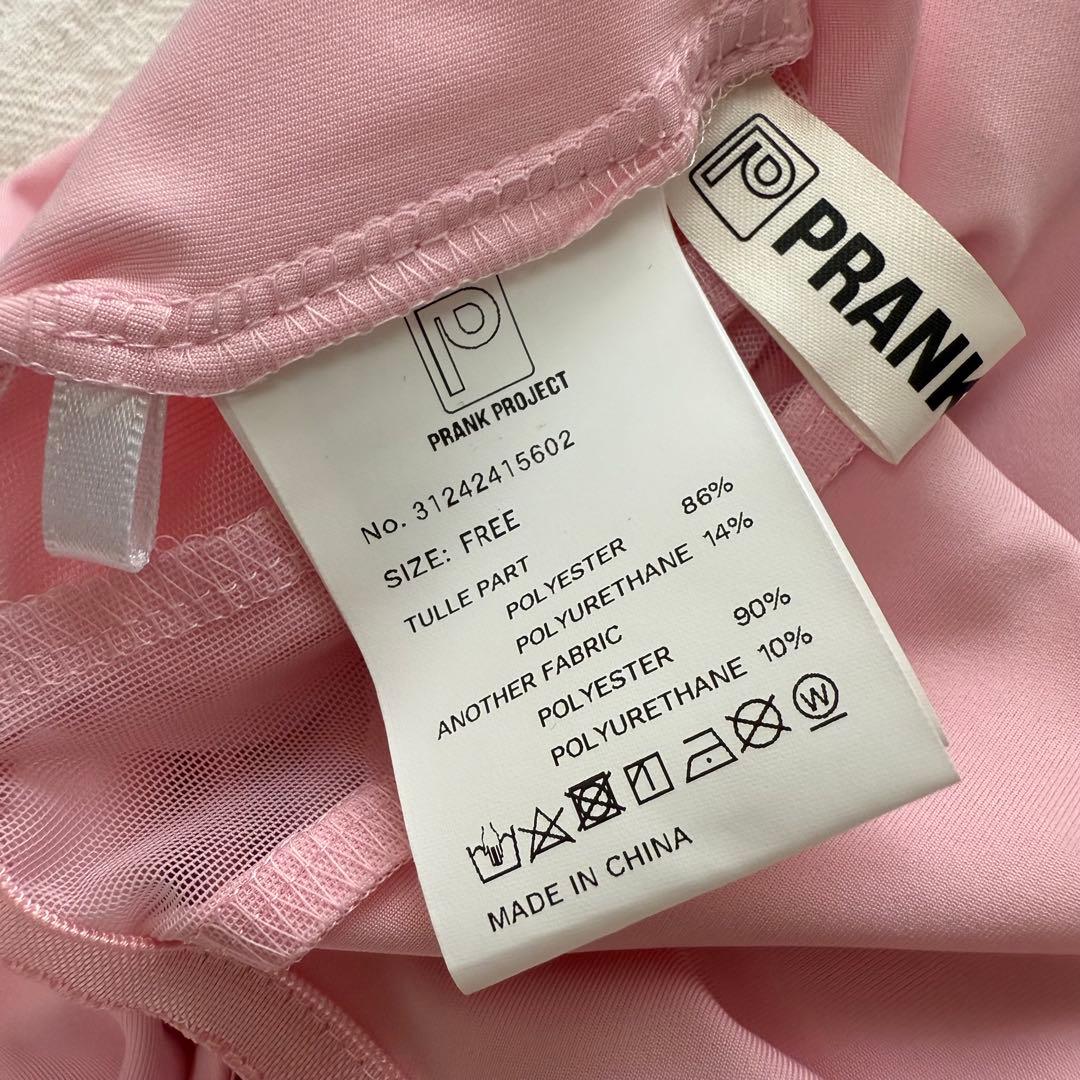 PRANK
PRANK PROJECT
No. 31242415602
SIZE: FREE
TULLE PART
POLYESTER 86%
POLYURETHANE 14%
ANOTHER FABRIC
POLYESTER 90%
POLYURETHANE 10%
W
MADE IN CHINA